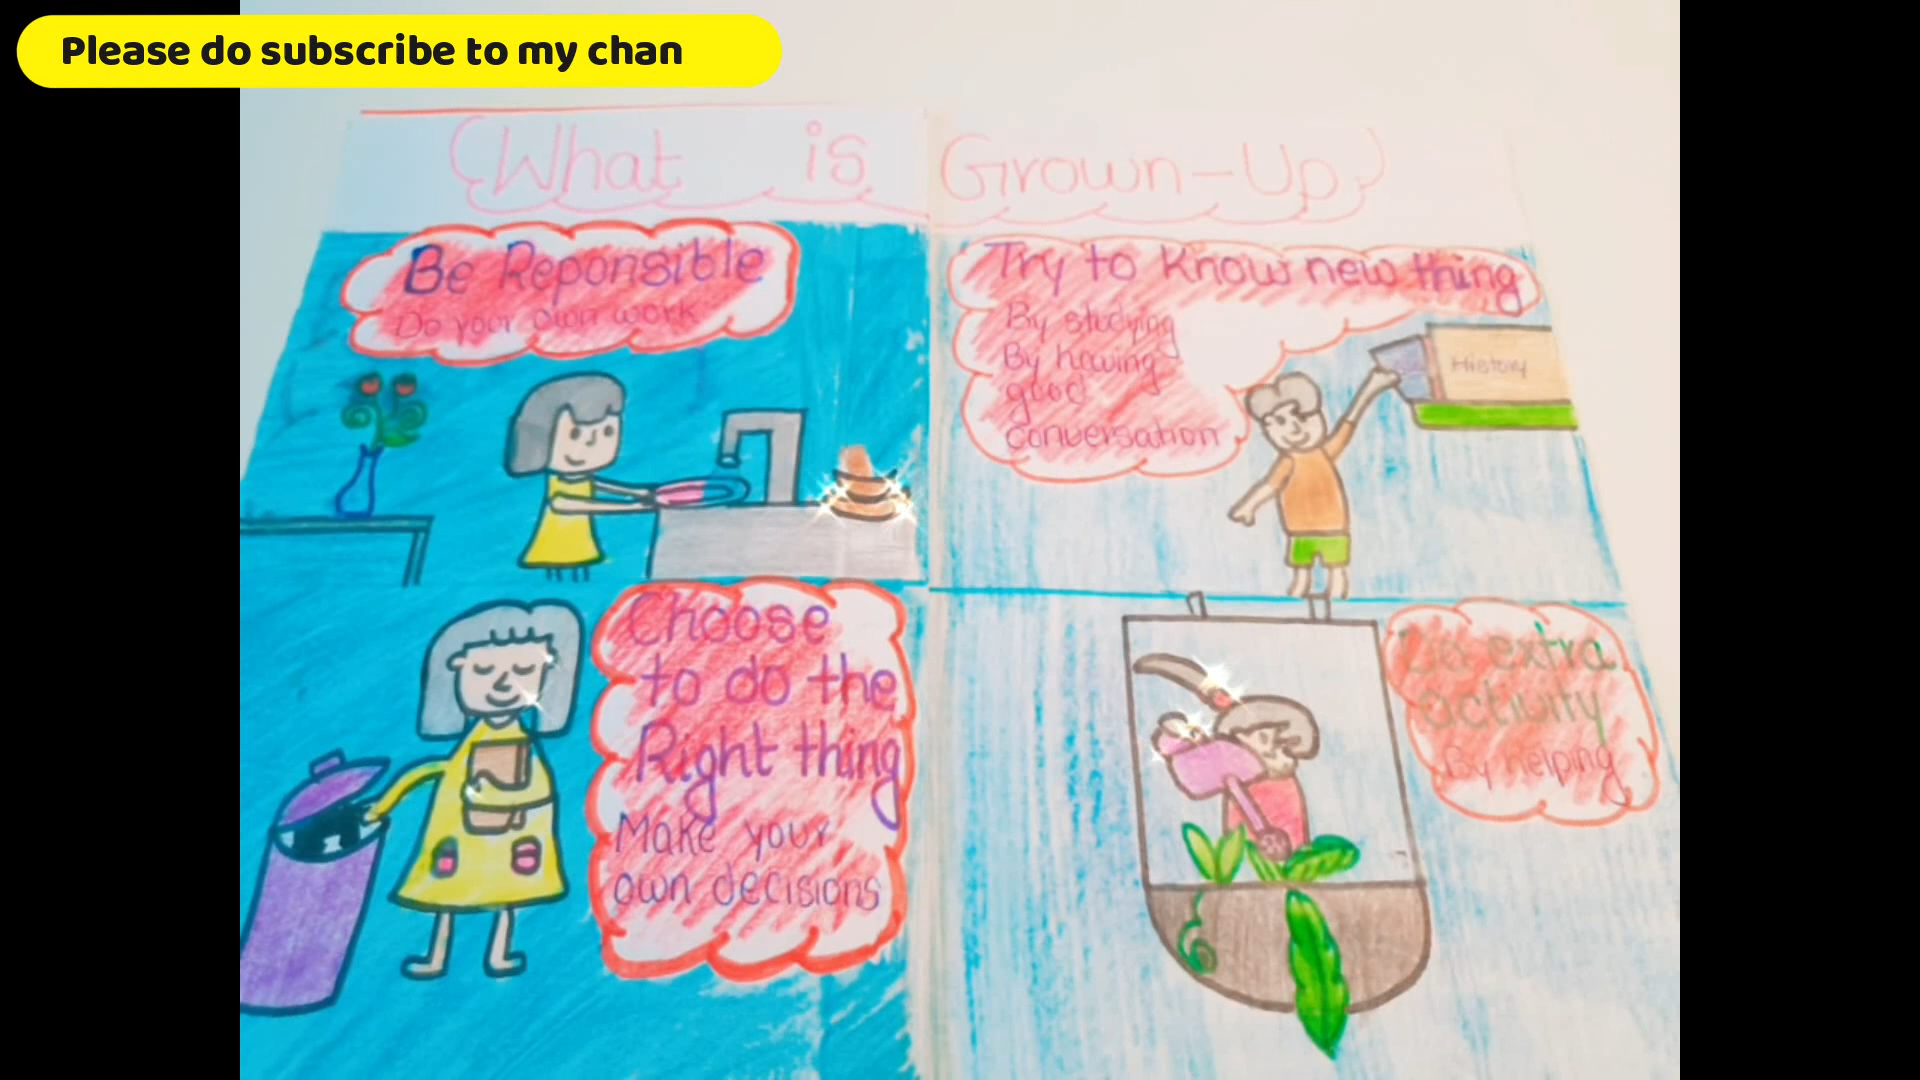 Please do subscribe to my chan
What is Grown-Up
Be Reponsible
Do your own work
Try to Know new thing
By studying
By having
good
conversation
History
Choose
to do the
Right thing
Make your
own decisions
Do extra
activity
By helping